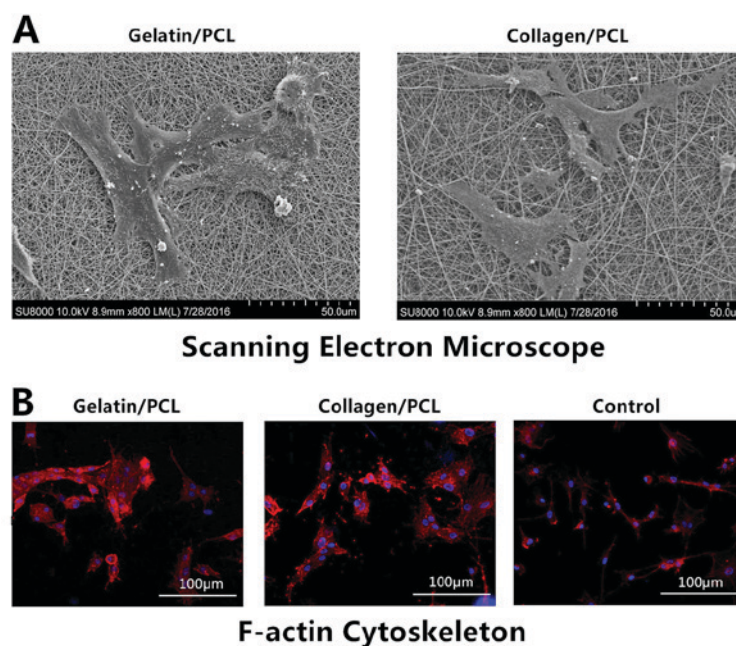 A
Gelatin/PCL
Collagen/PCL
SU8000 10.0kV 8.9mm x800 LM(L) 7/28/2016 50.0um
SU8000 10.0kV 8.9mm x800 LM(L) 7/28/2016 50.0u
Scanning Electron Microscope
B
Gelatin/PCL
Collagen/PCL
Control
100μm
100μm
100μm
F-actin Cytoskeleton